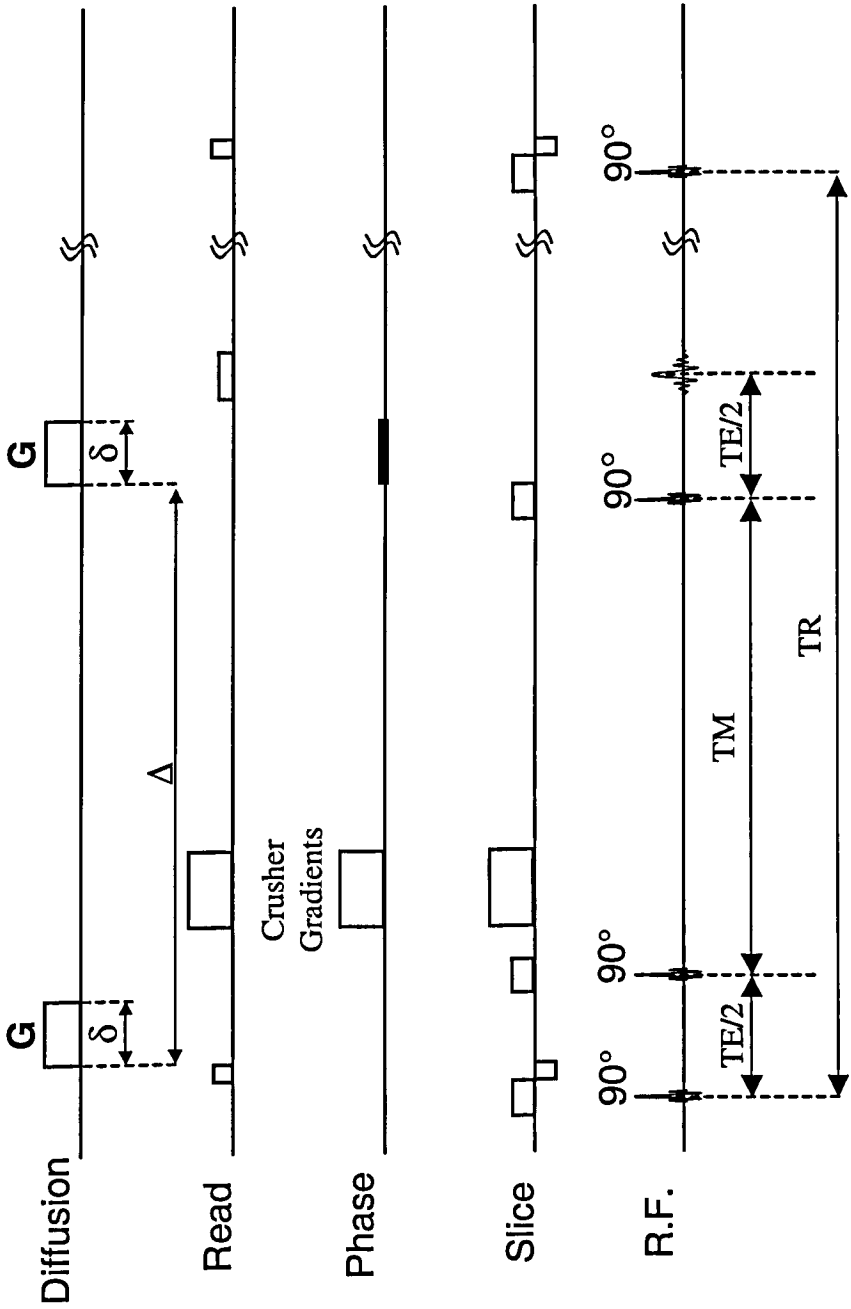 G
G
Diffusion
δ
δ
Δ
Read
Crusher
Gradients
Phase
Slice
90°
90°
90°
90°
R.F.
TE/2
TM
TE/2
TR